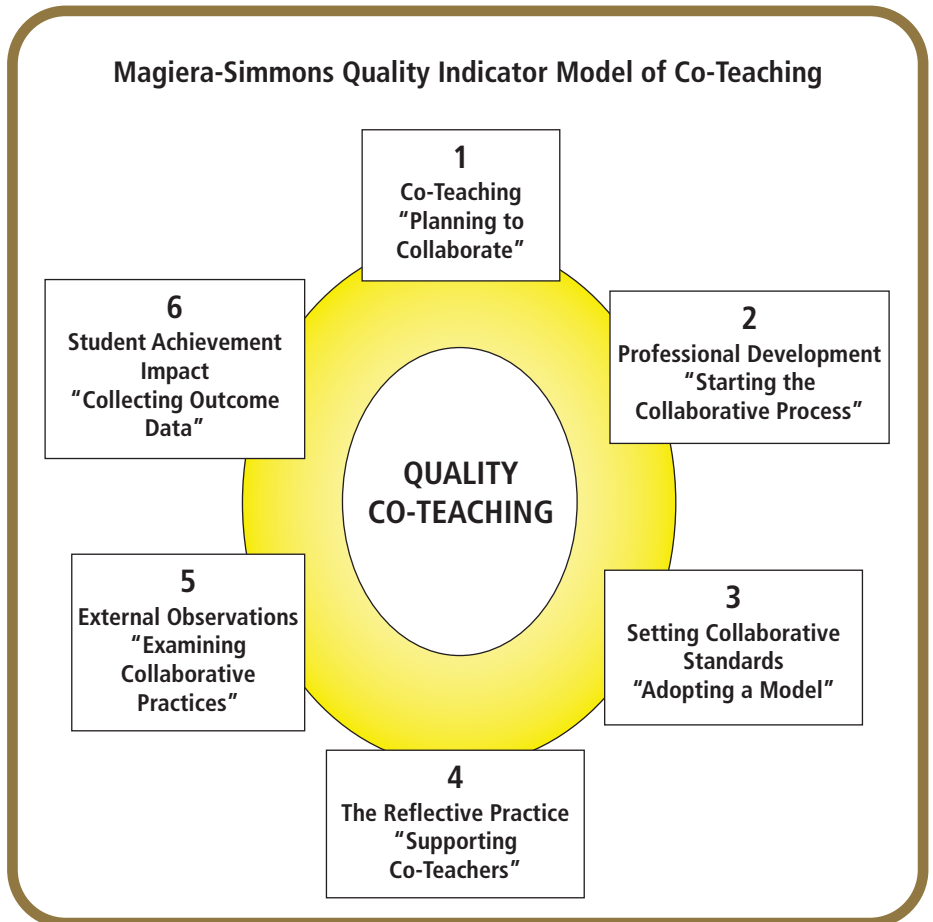 Magiera-Simmons Quality Indicator Model of Co-Teaching
1
Co-Teaching
“Planning to
Collaborate”
2
Professional Development
“Starting the
Collaborative Process”
3
Setting Collaborative
Standards
“Adopting a Model”
4
The Reflective Practice
“Supporting
Co-Teachers”
5
External Observations
“Examining
Collaborative
Practices”
6
Student Achievement
Impact
“Collecting Outcome
Data”
QUALITY
CO-TEACHING